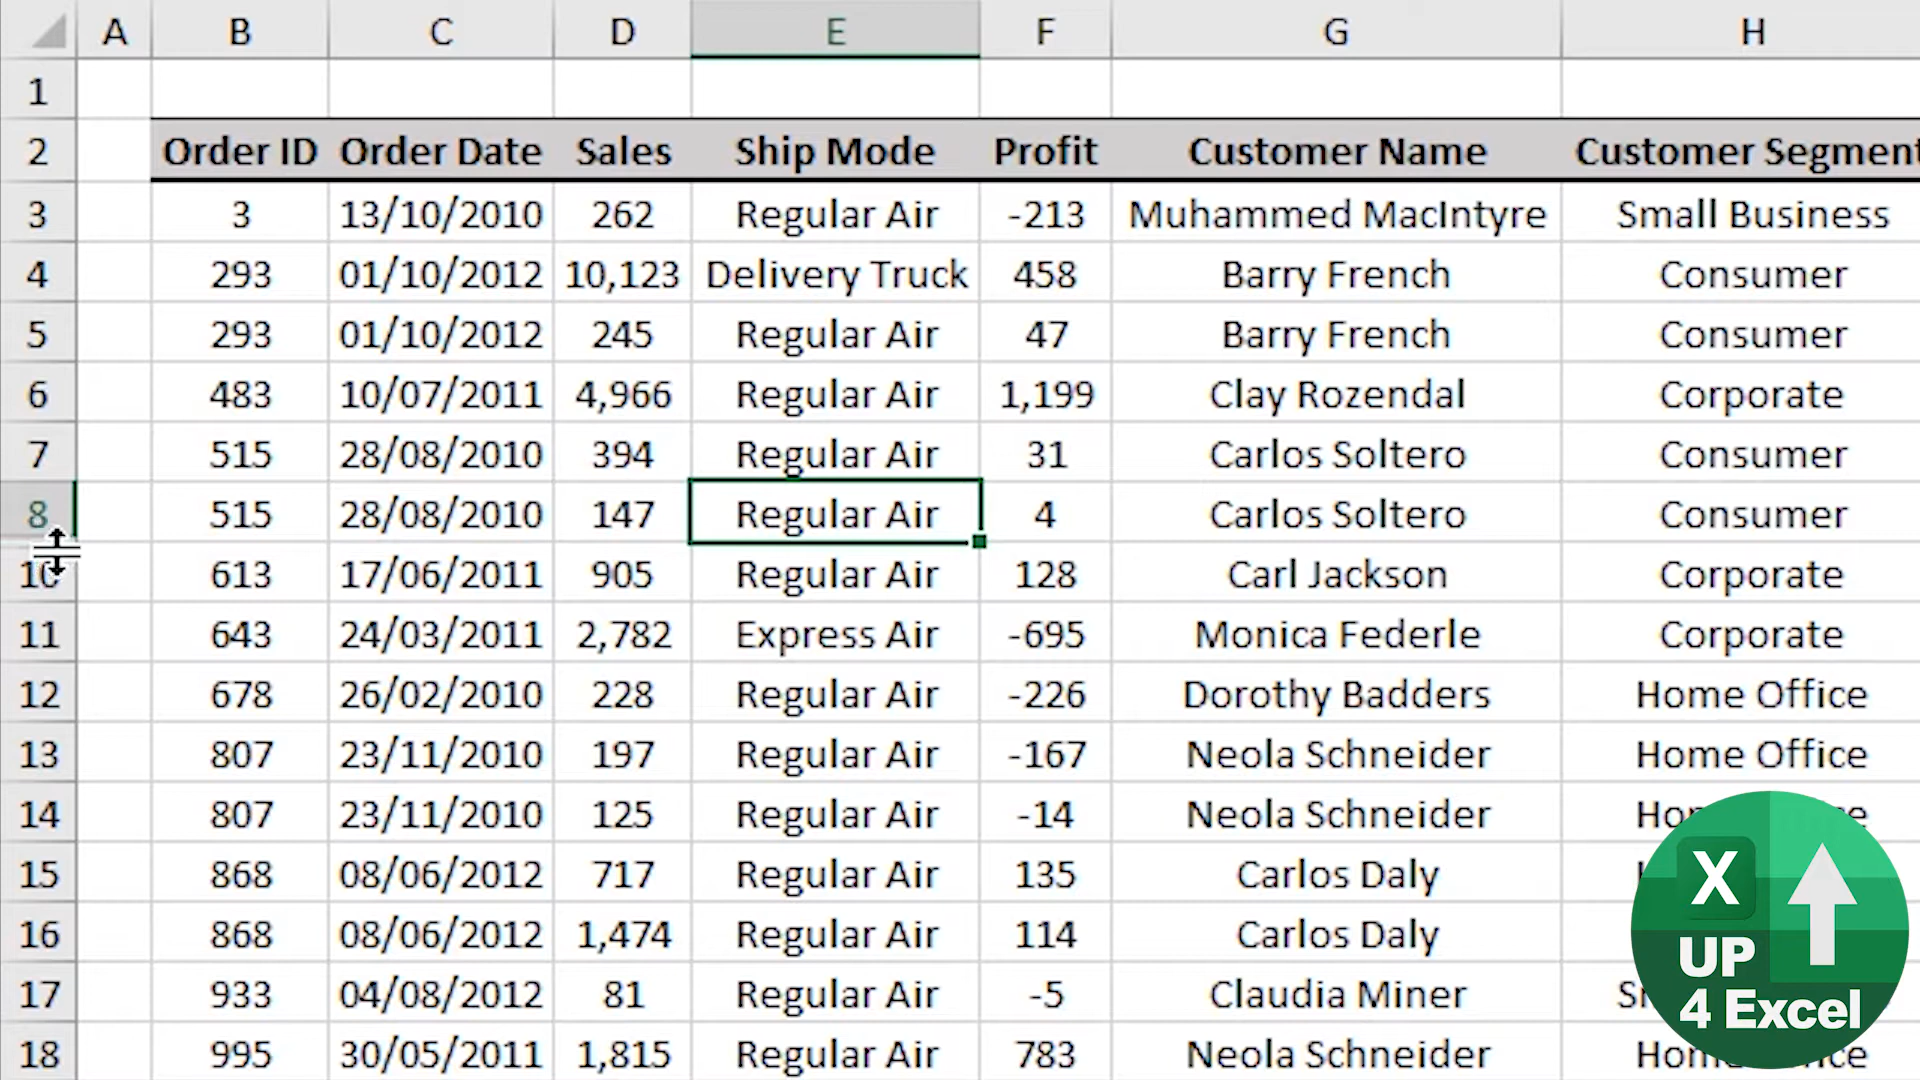 A B C D E F G H
1
2 Order ID Order Date Sales Ship Mode Profit Customer Name Customer Segment
3 3 13/10/2010 262 Regular Air -213 Muhammed MacIntyre Small Business
4 293 01/10/2012 10,123 Delivery Truck 458 Barry French Consumer
5 293 01/10/2012 245 Regular Air 47 Barry French Consumer
6 483 10/07/2011 4,966 Regular Air 1,199 Clay Rozendal Corporate
7 515 28/08/2010 394 Regular Air 31 Carlos Soltero Consumer
8 515 28/08/2010 147 Regular Air 4 Carlos Soltero Consumer
10 613 17/06/2011 905 Regular Air 128 Carl Jackson Corporate
11 643 24/03/2011 2,782 Express Air -695 Monica Federle Corporate
12 678 26/02/2010 228 Regular Air -226 Dorothy Badders Home Office
13 807 23/11/2010 197 Regular Air -167 Neola Schneider Home Office
14 807 23/11/2010 125 Regular Air -14 Neola Schneider
15 868 08/06/2012 717 Regular Air 135 Carlos Daly
16 868 08/06/2012 1,474 Regular Air 114 Carlos Daly
17 933 04/08/2012 81 Regular Air -5 Claudia Miner
18 995 30/05/2011 1,815 Regular Air 783 Neola Schneider
X
UP
4 Excel